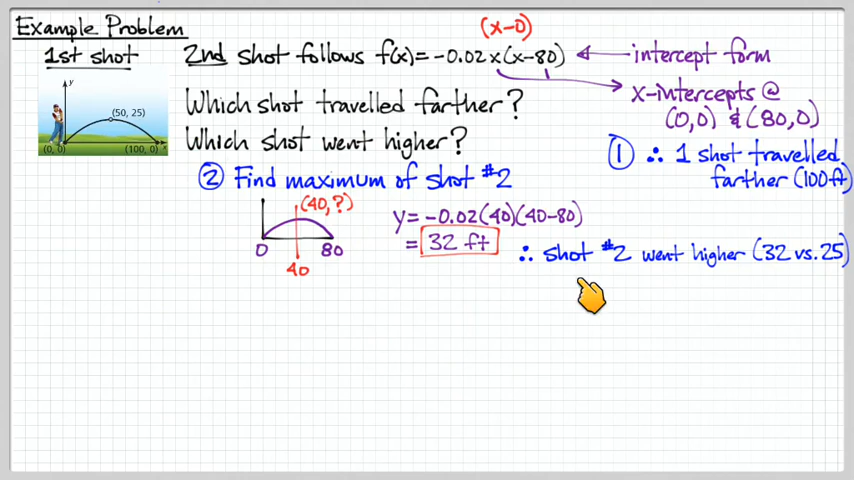 Example Problem
(x-0)
1st shot
2nd shot follows f(x)=-0.02x(x-80)
intercept form
x-intercepts @
(0,0) & (80,0)
y
(50, 25)
(0, 0)
(100, 0)
x
Which shot travelled farther?
Which shot went higher?
① ∴ 1 shot travelled
farther (100ft)
② Find maximum of shot #2
(40,?)
0
80
40
y=-0.02(40)(40-80)
= 32 ft
∴ shot #2 went higher (32 vs. 25)